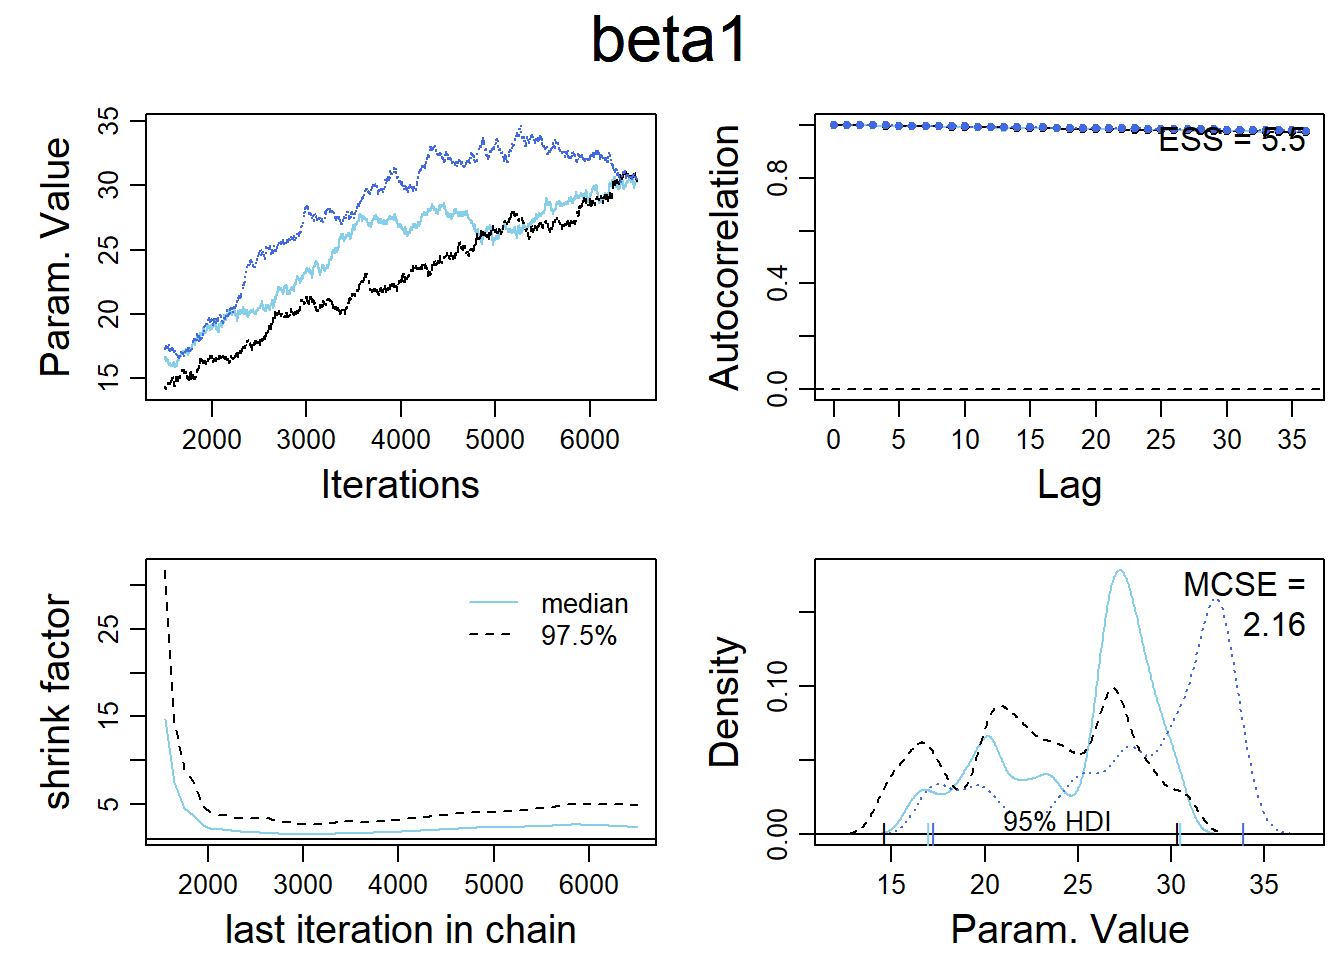 beta1
Param. Value
35
30
25
20
15
2000 3000 4000 5000 6000
Iterations
Autocorrelation
0.8
0.4
0.0
ESS = 5.5
0 5 10 15 20 25 30 35
Lag
shrink factor
25
15
5
median
97.5%
2000 3000 4000 5000 6000
last iteration in chain
Density
0.10
0.00
MCSE =
2.16
95% HDI
15 20 25 30 35
Param. Value